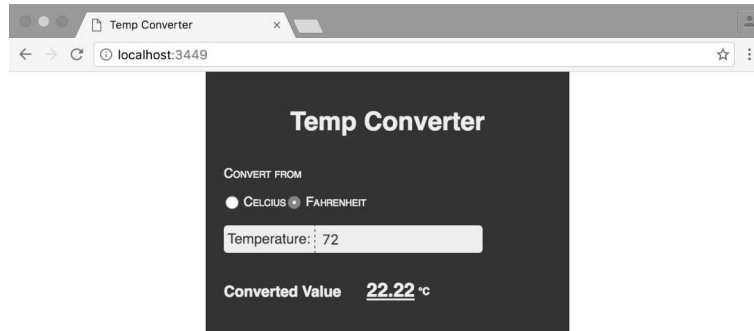 Temp Converter
localhost:3449
Temp Converter
CONVERT FROM
CELCIUS FAHRENHEIT
Temperature: 72
Converted Value 22.22 °C